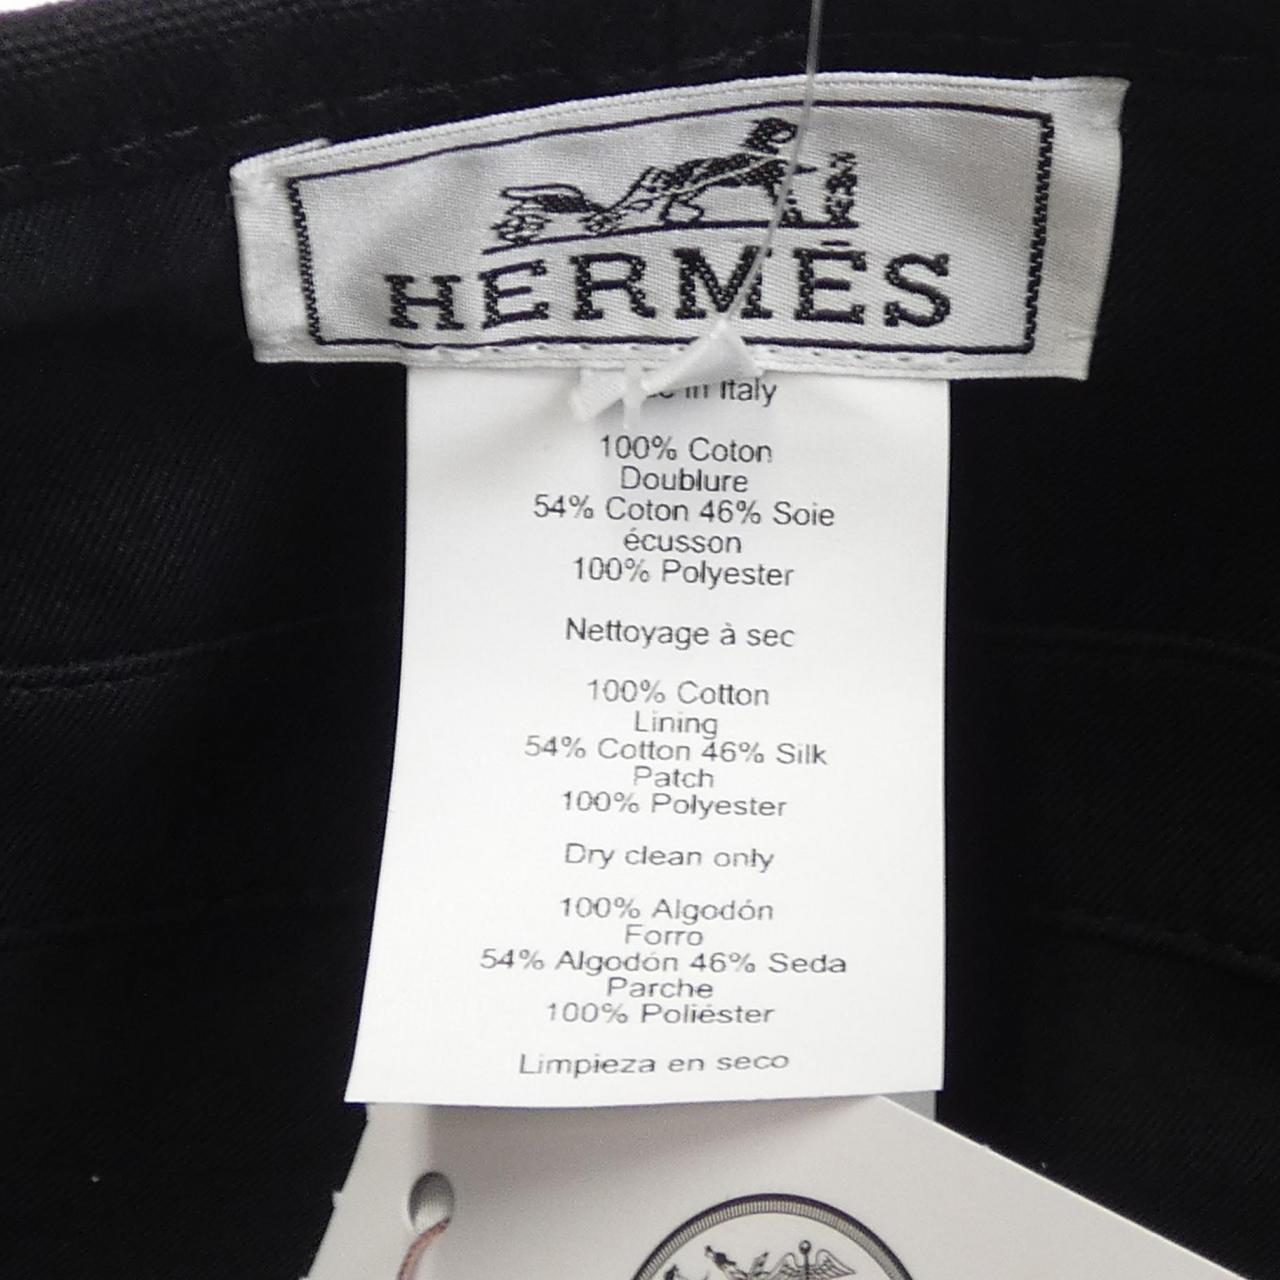 HERMÈS
in Italy
100% Coton
Doublure
54% Coton 46% Soie
écusson
100% Polyester
Nettoyage à sec
100% Cotton
Lining
54% Cotton 46% Silk
Patch
100% Polyester
Dry clean only
100% Algodón
Forro
54% Algodón 46% Seda
Parche
100% Poliéster
Limpieza en seco